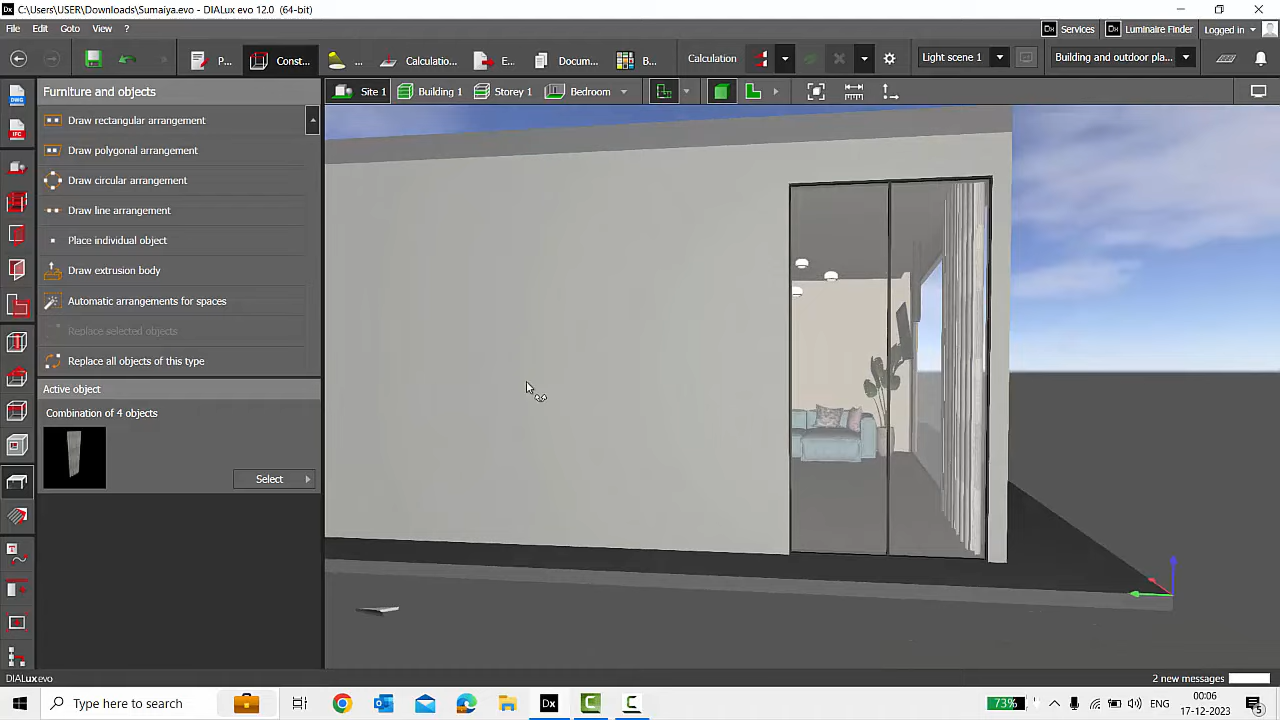 C:\Users\USER\Downloads\Sumaiya.evo - DIALux evo 12.0 (64-bit)
File Edit Goto View ?
Services Luminaire Finder Logged in
P... Const... ... Calculatio... E... Docum... B... Calculation Light scene 1 Building and outdoor pla...
Furniture and objects
Site 1 Building 1 Storey 1 Bedroom
Draw rectangular arrangement
Draw polygonal arrangement
Draw circular arrangement
Draw line arrangement
Place individual object
Draw extrusion body
Automatic arrangements for spaces
Replace selected objects
Replace all objects of this type
Active object
Combination of 4 objects
Select
DWG
IFC
DIALux evo
2 new messages
Type here to search
Dx
73%
ENG
00:06
17-12-2023
5